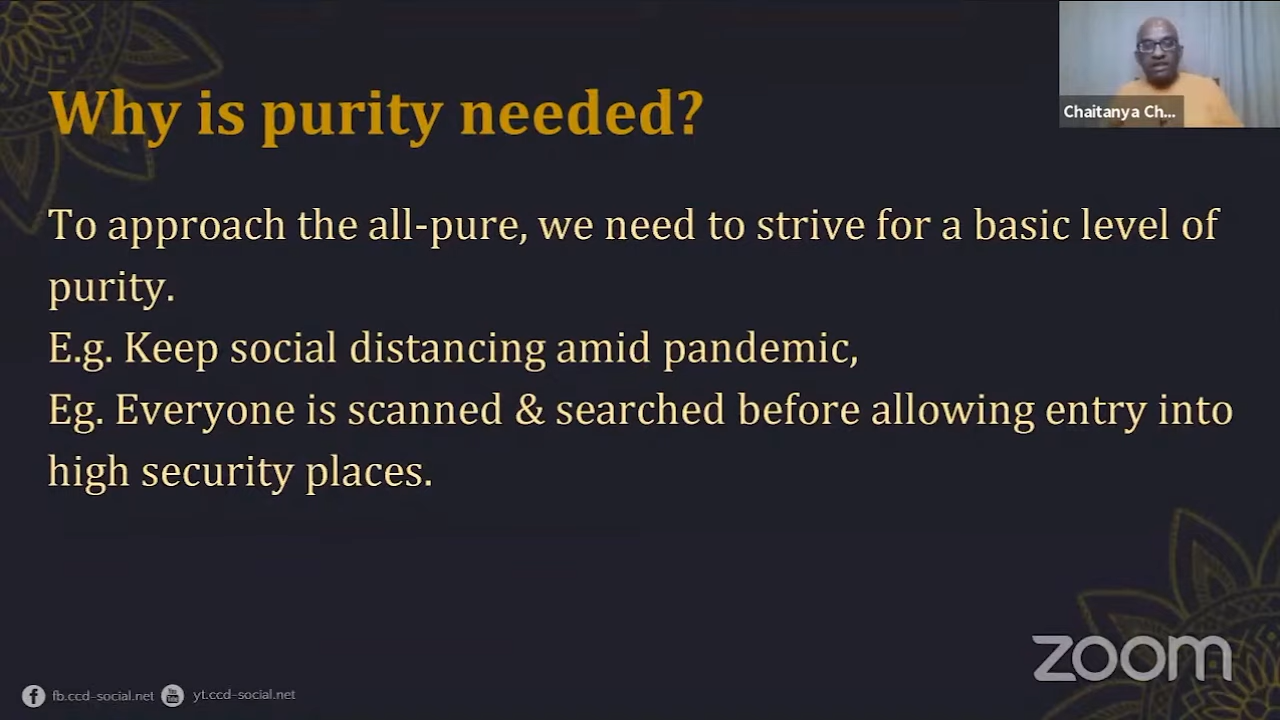 Why is purity needed?
Chaitanya Ch...
To approach the all-pure, we need to strive for a basic level of
purity.
E.g. Keep social distancing amid pandemic,
Eg. Everyone is scanned & searched before allowing entry into
high security places.
zoom
fb.ccd-social.net
yt.ccd-social.net